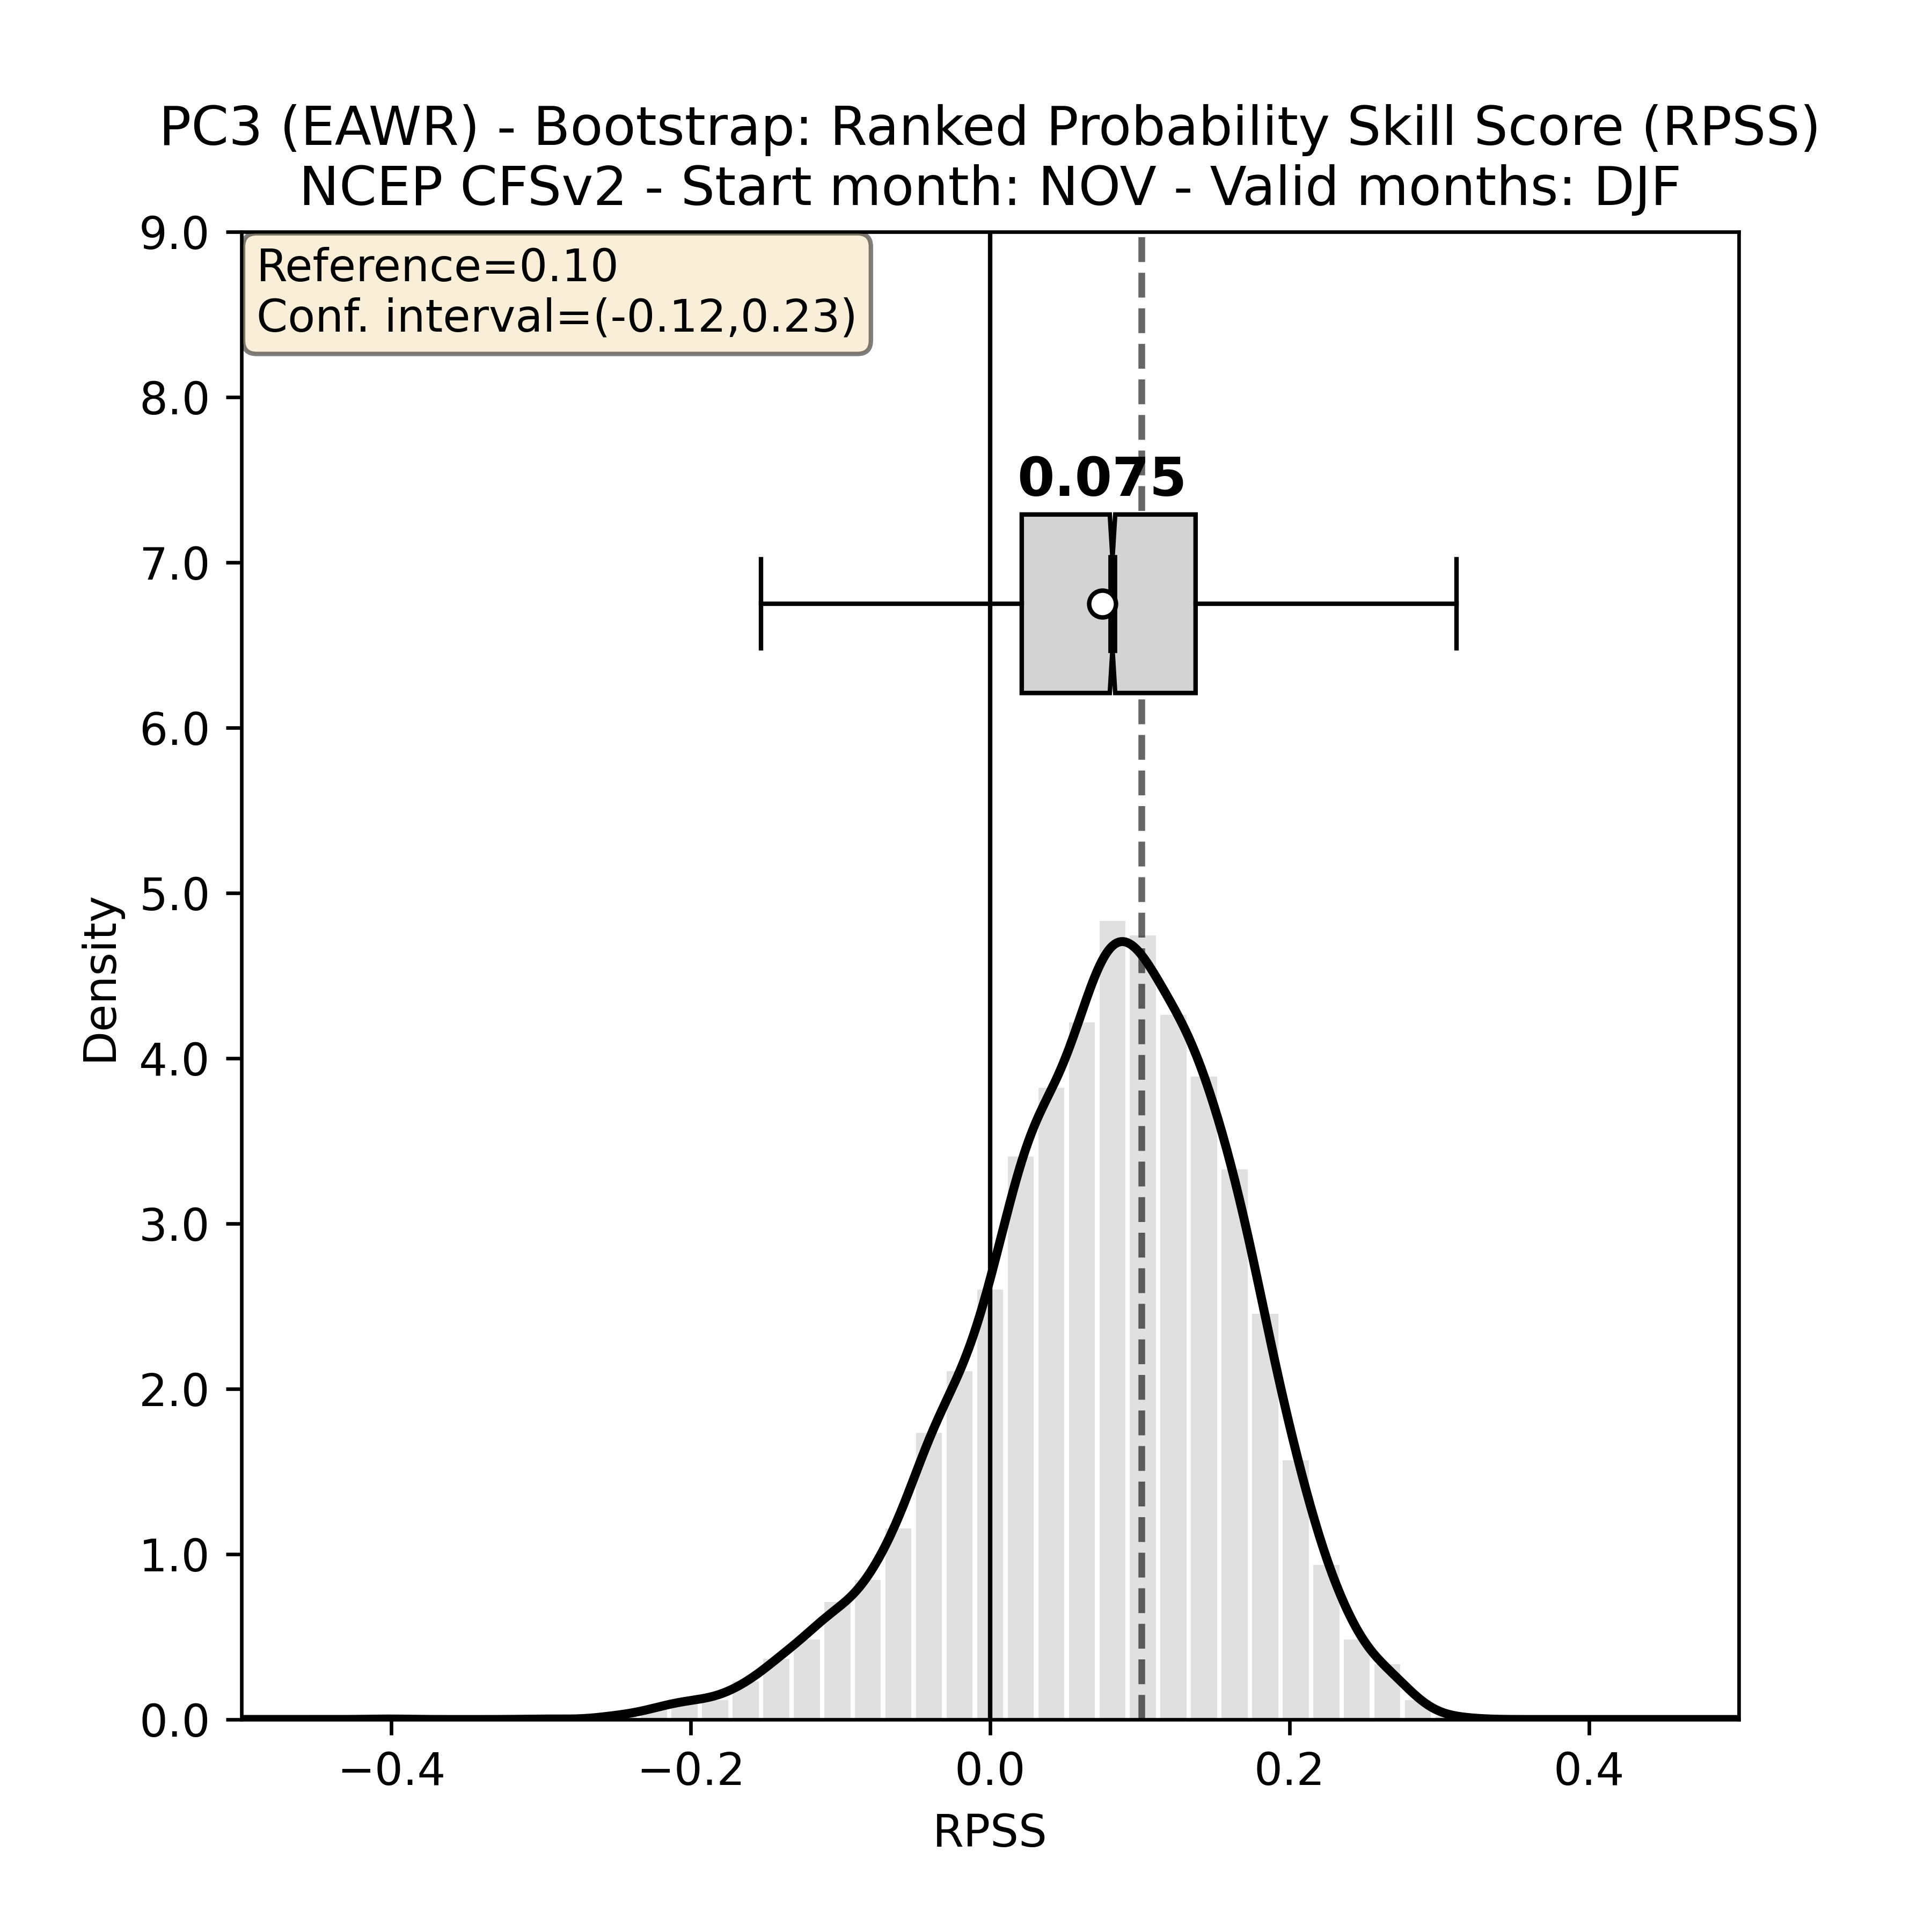 PC3 (EAWR) - Bootstrap: Ranked Probability Skill Score (RPSS)
NCEP CFSv2 - Start month: NOV - Valid months: DJF
Reference=0.10
Conf. interval=(-0.12,0.23)
0.075
9.0
8.0
7.0
6.0
5.0
4.0
3.0
2.0
1.0
0.0
Density
−0.4
−0.2
0.0
0.2
0.4
RPSS